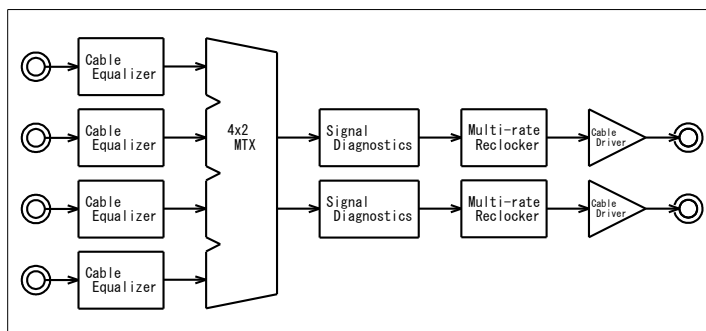 Cable
Equalizer
Cable
Equalizer
Cable
Equalizer
Cable
Equalizer
4x2
MTX
Signal
Diagnostics
Multi-rate
Reclocker
Cable
Driver
Signal
Diagnostics
Multi-rate
Reclocker
Cable
Driver